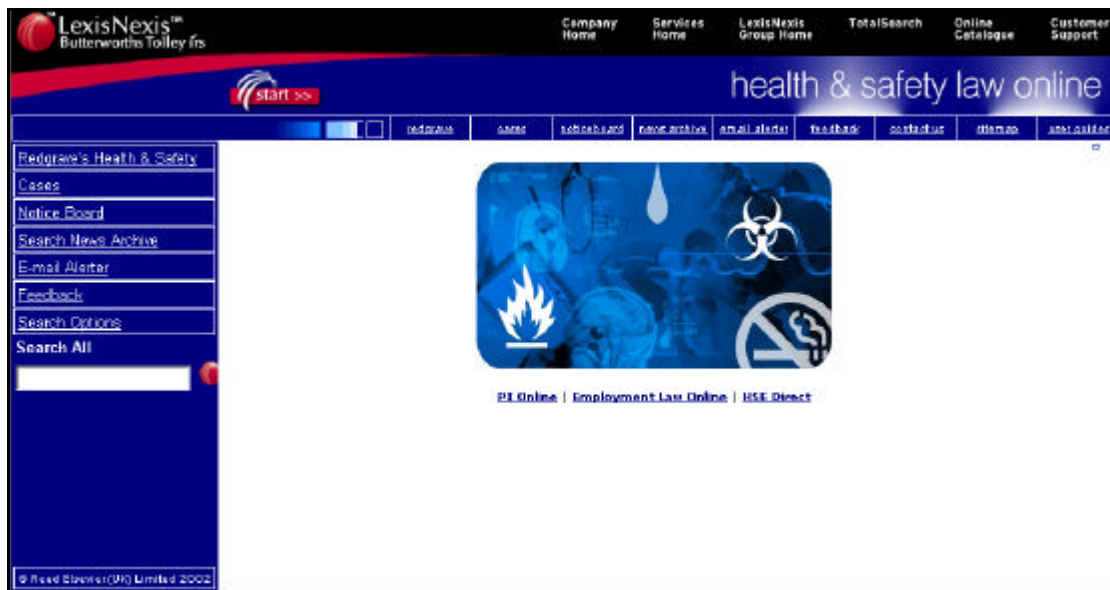 LexisNexis™
Butterworths Tolley írs
Company Home
Services Home
LexisNexis Group Home
TotalSearch
Online Catalogue
Customer Support
start >>
health & safety law online
redgrave cases noticeboard news archive email alerter feedback contact us sitemap user guides
Redgrave's Health & Safety
Cases
Notice Board
Search News Archive
E-mail Alerter
Feedback
Search Options
Search All
PI Online | Employment Law Online | HSE Direct
© Reed Elsevier(UK) Limited 2002